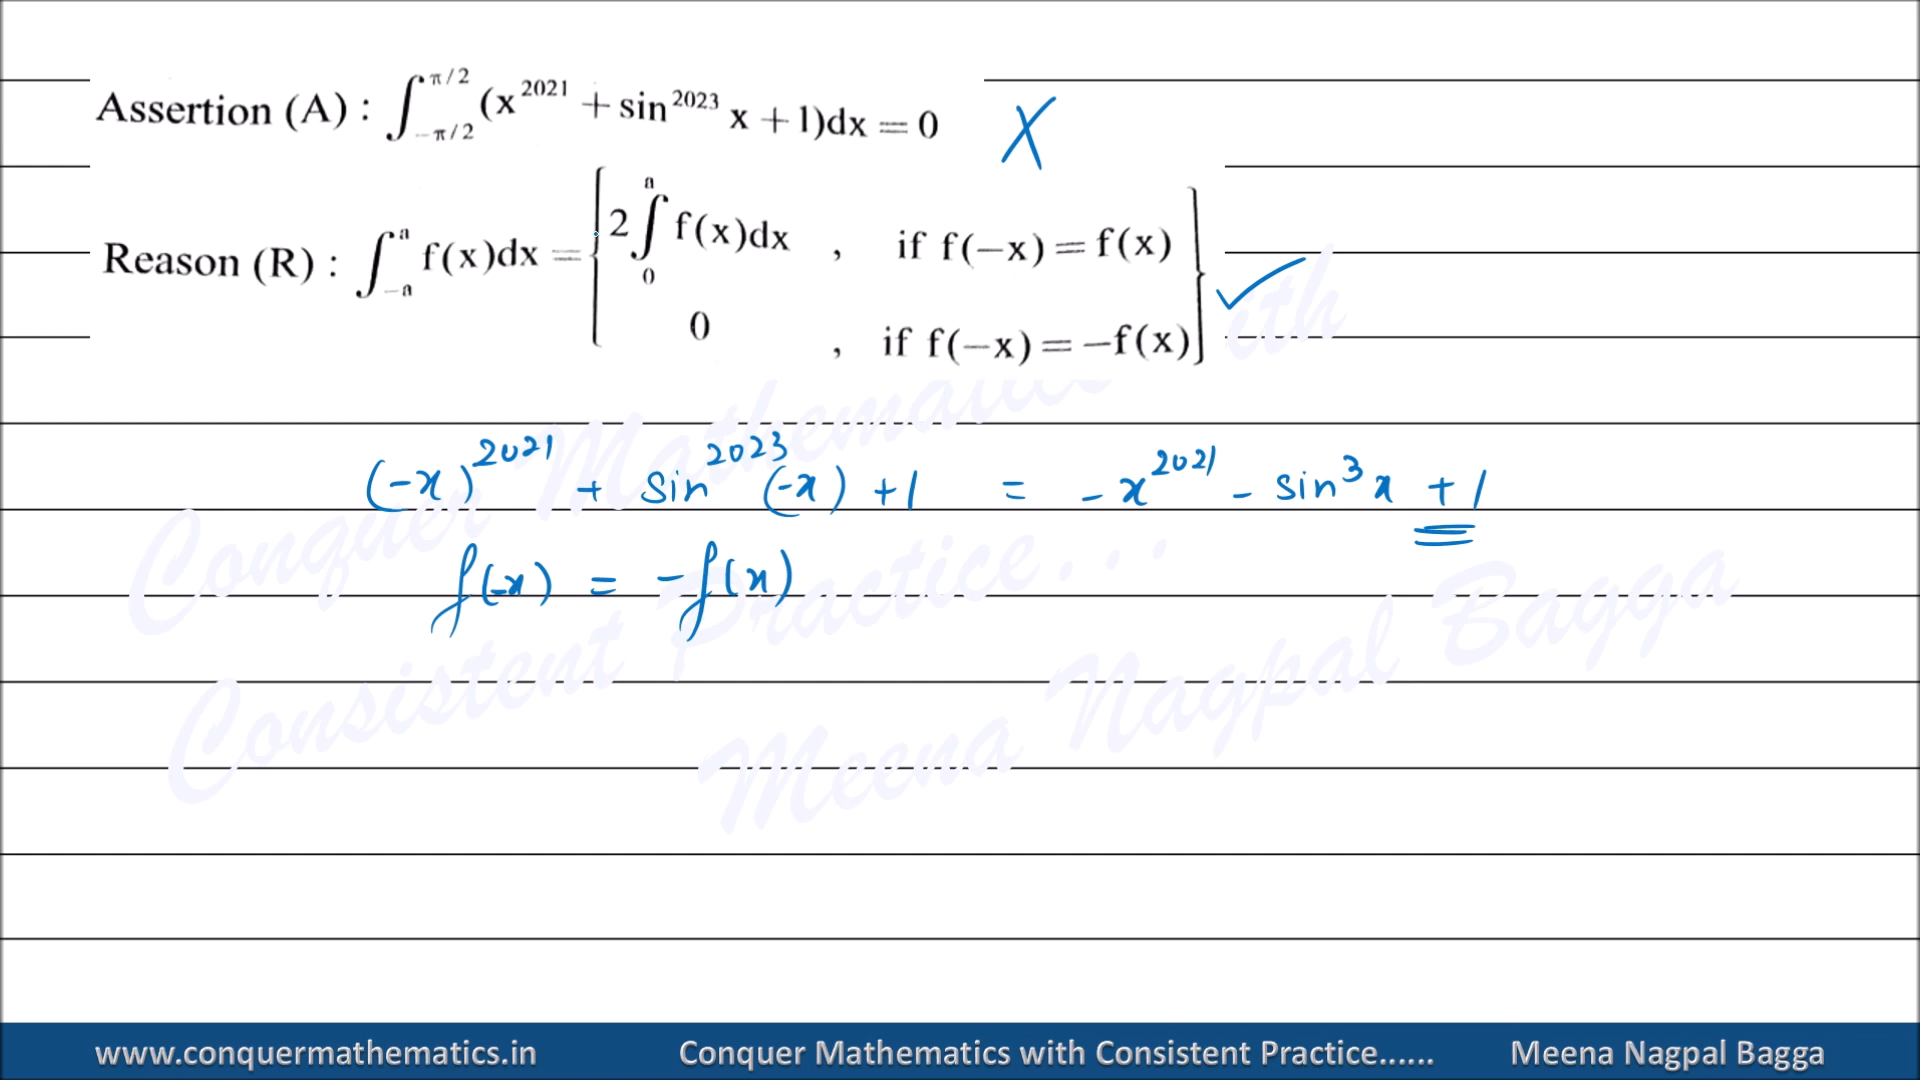 Assertion (A) : ∫_{-π/2}^{π/2} (x^{2021} + sin^{2023} x + 1)dx = 0 X
Reason (R) : ∫_{-a}^{a} f(x)dx = { 2∫_{0}^{a} f(x)dx , if f(−x) = f(x)
0 , if f(−x) = −f(x) } ✓
(-x)^{2021} + sin^{2023}(-x) + 1 = -x^{2021} - sin^3 x + 1
f(-x) = -f(x)
Conquer Mathematics with
Consistent Practice...
Meena Nagpal Bagga
www.conquermathematics.in Conquer Mathematics with Consistent Practice...... Meena Nagpal Bagga